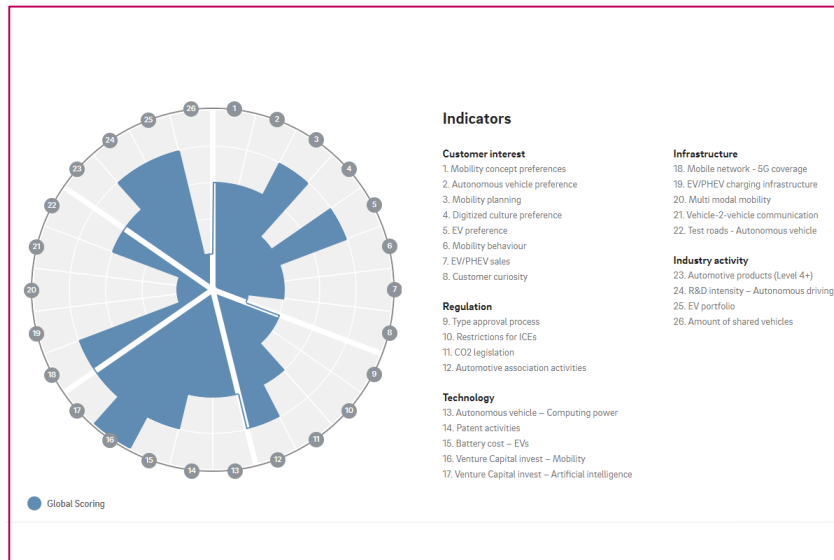 26
1
2
3
4
5
6
7
8
9
10
11
12
13
14
15
16
17
18
19
20
21
22
23
24
25
Global Scoring
Indicators
Customer interest
1. Mobility concept preferences
2. Autonomous vehicle preference
3. Mobility planning
4. Digitized culture preference
5. EV preference
6. Mobility behaviour
7. EV/PHEV sales
8. Customer curiosity
Regulation
9. Type approval process
10. Restrictions for ICEs
11. CO2 legislation
12. Automotive association activities
Technology
13. Autonomous vehicle – Computing power
14. Patent activities
15. Battery cost – EVs
16. Venture Capital invest – Mobility
17. Venture Capital invest – Artificial intelligence
Infrastructure
18. Mobile network - 5G coverage
19. EV/PHEV charging infrastructure
20. Multi modal mobility
21. Vehicle-2-vehicle communication
22. Test roads - Autonomous vehicle
Industry activity
23. Automotive products (Level 4+)
24. R&D intensity – Autonomous driving
25. EV portfolio
26. Amount of shared vehicles